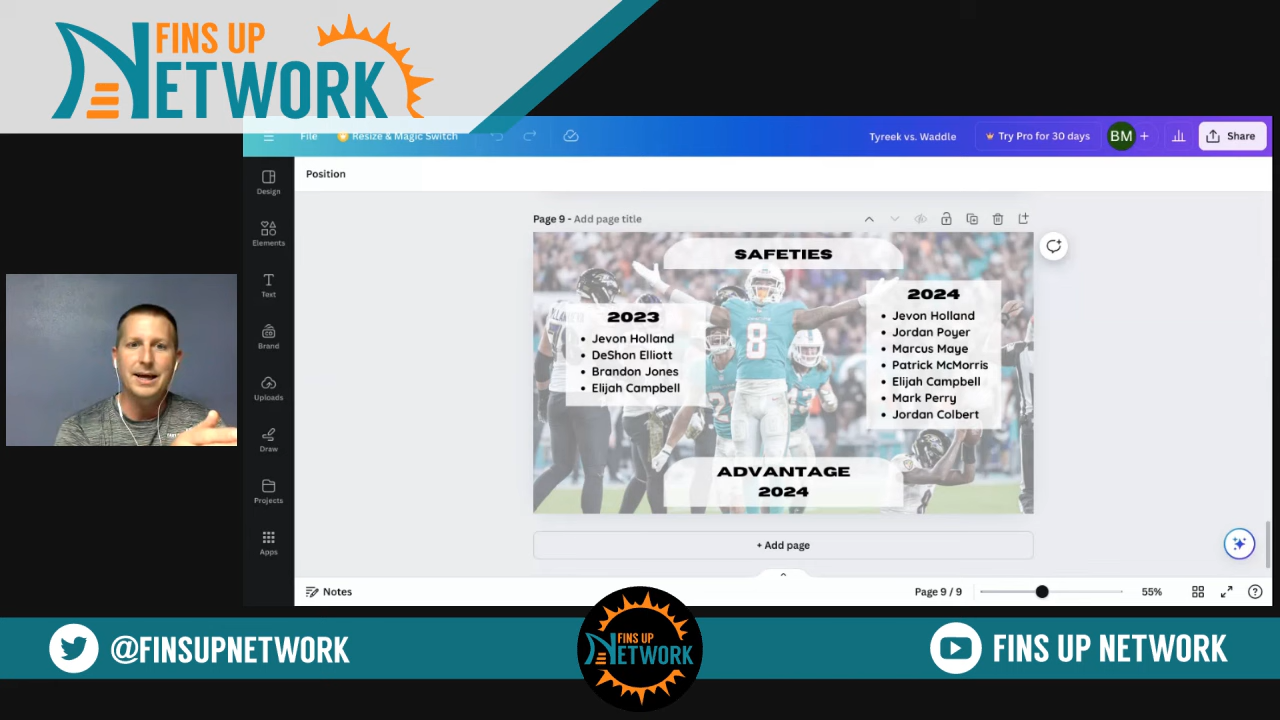 FINS UP
NETWORK
File
Resize & Magic Switch
Tyreek vs. Waddle
Try Pro for 30 days
BM
+
Share
Position
Design
Elements
Text
Brand
Uploads
Draw
Projects
Apps
Page 9 - Add page title
SAFETIES
2023
• Jevon Holland
• DeShon Elliott
• Brandon Jones
• Elijah Campbell
8
2024
• Jevon Holland
• Jordan Poyer
• Marcus Maye
• Patrick McMorris
• Elijah Campbell
• Mark Perry
• Jordan Colbert
ADVANTAGE
2024
+ Add page
Notes
Page 9 / 9
55%
@FINSUPNETWORK
FINS UP
NETWORK
FINS UP NETWORK